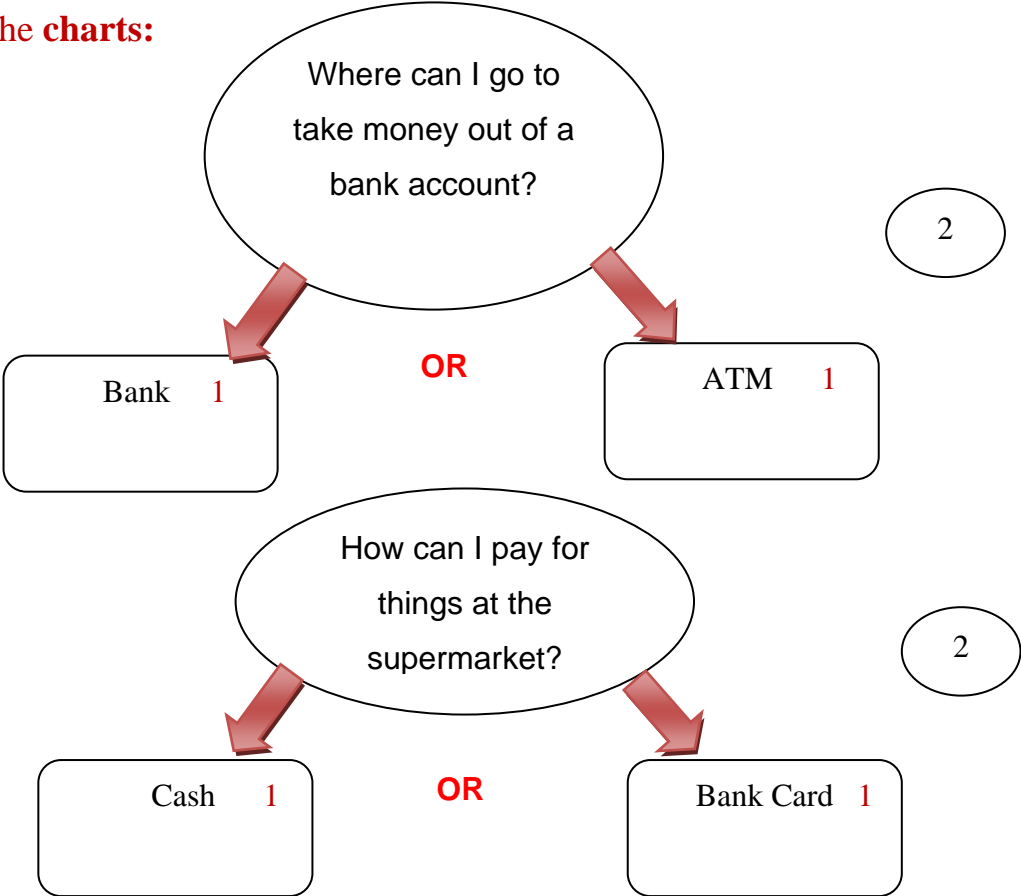 he charts:
Where can I go to
take money out of a
bank account?
2
OR
Bank 1
ATM 1
How can I pay for
things at the
supermarket?
2
OR
Cash 1
Bank Card 1